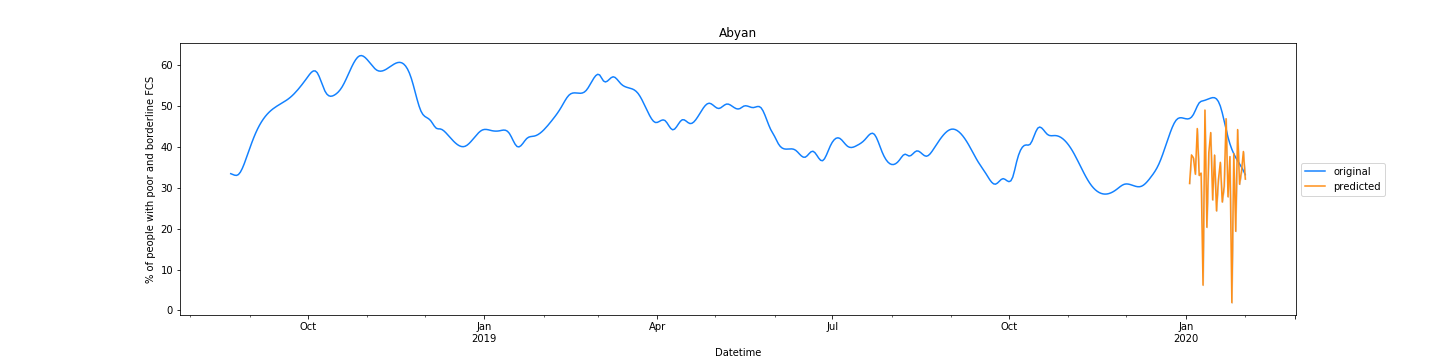 Abyan
% of people with poor and borderline FCS
60
50
40
30
20
10
0
Oct
Jan
2019
Apr
Jul
Oct
Jan
2020
Datetime
original
predicted